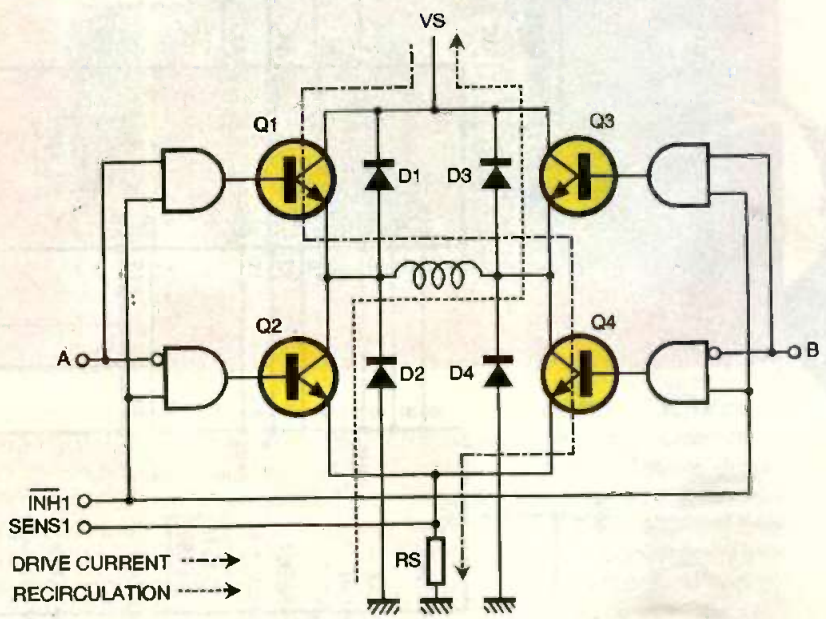 VS
Q1
Q3
D1
D3
Q2
Q4
A
B
D2
D4
INH1
SENS1
RS
DRIVE CURRENT
RECIRCULATION